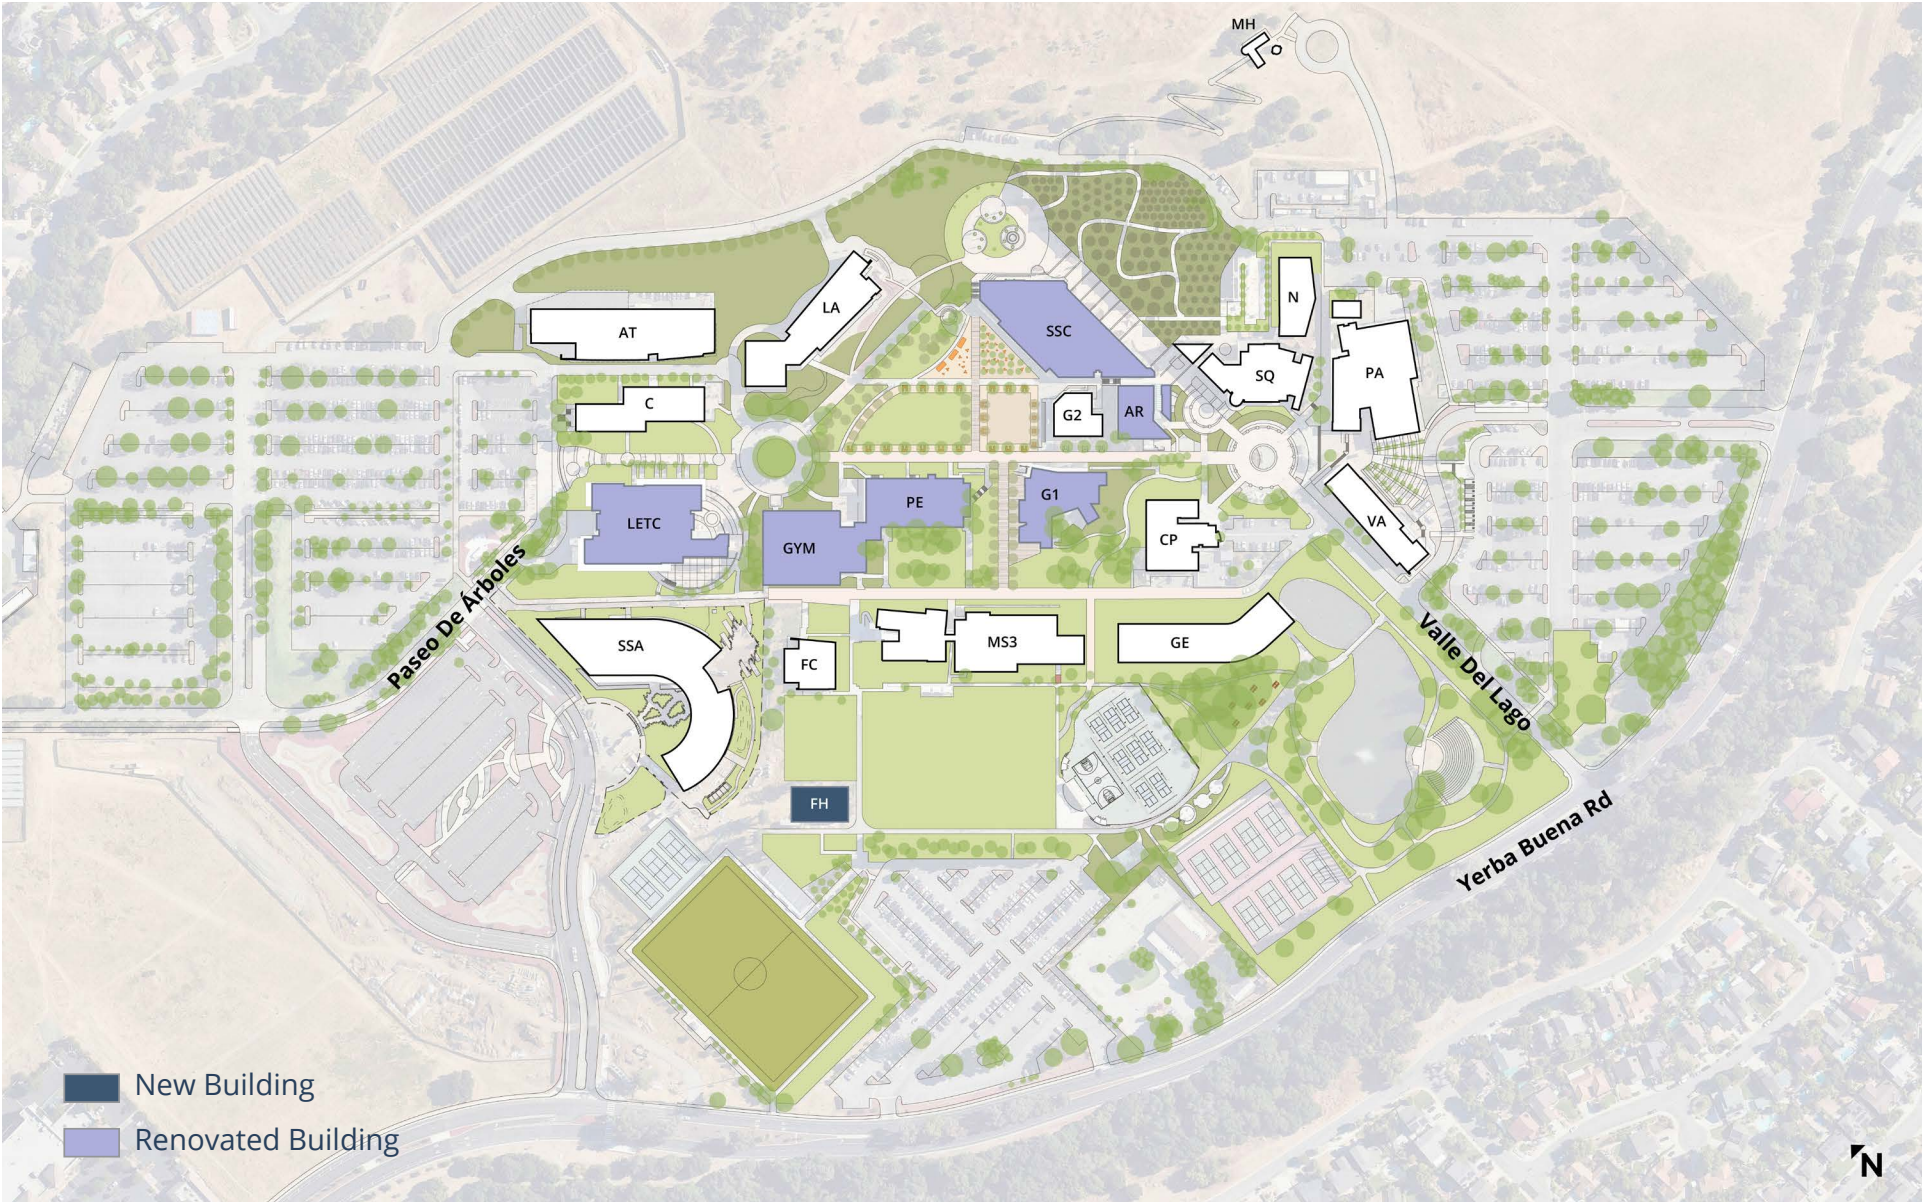 MH
N
LA
SSC
AT
SQ
PA
C
G2
AR
PE
G1
LETC
VA
GYM
CP
Paseo De Árboles
SSA
MS3
GE
FC
Valle Del Lago
FH
Yerba Buena Rd
New Building
Renovated Building
N